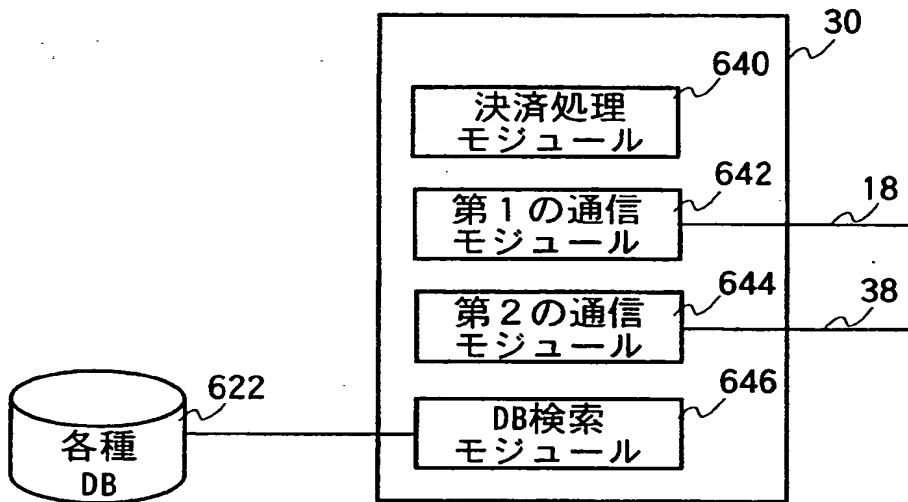 30
640
決済処理
モジュール
642
第1の通信
モジュール
18
644
第2の通信
モジュール
38
646
DB検索
モジュール
622
各種
DB